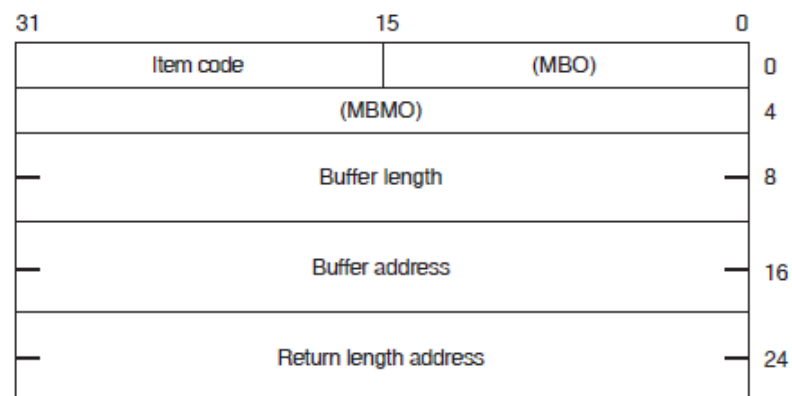 31 15 0
Item code (MBO) 0
(MBMO) 4
Buffer length 8
Buffer address 16
Return length address 24